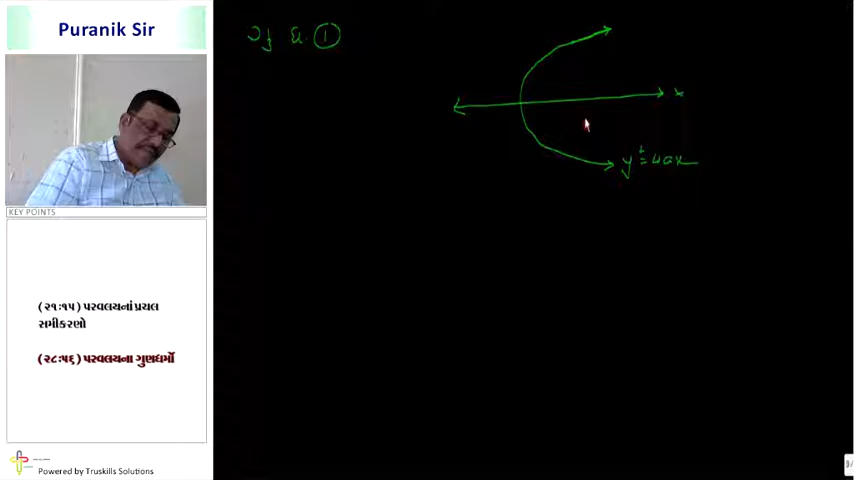 Puranik Sir
ગુ ધ. ①
x
y² = 4ax
KEY POINTS
(૨૧:૧૫) પરવલયનાં પ્રચલ
સમીકરણો
(૨૮:૫૬) પરવલયના ગુણધર્મો
Powered by Truskills Solutions